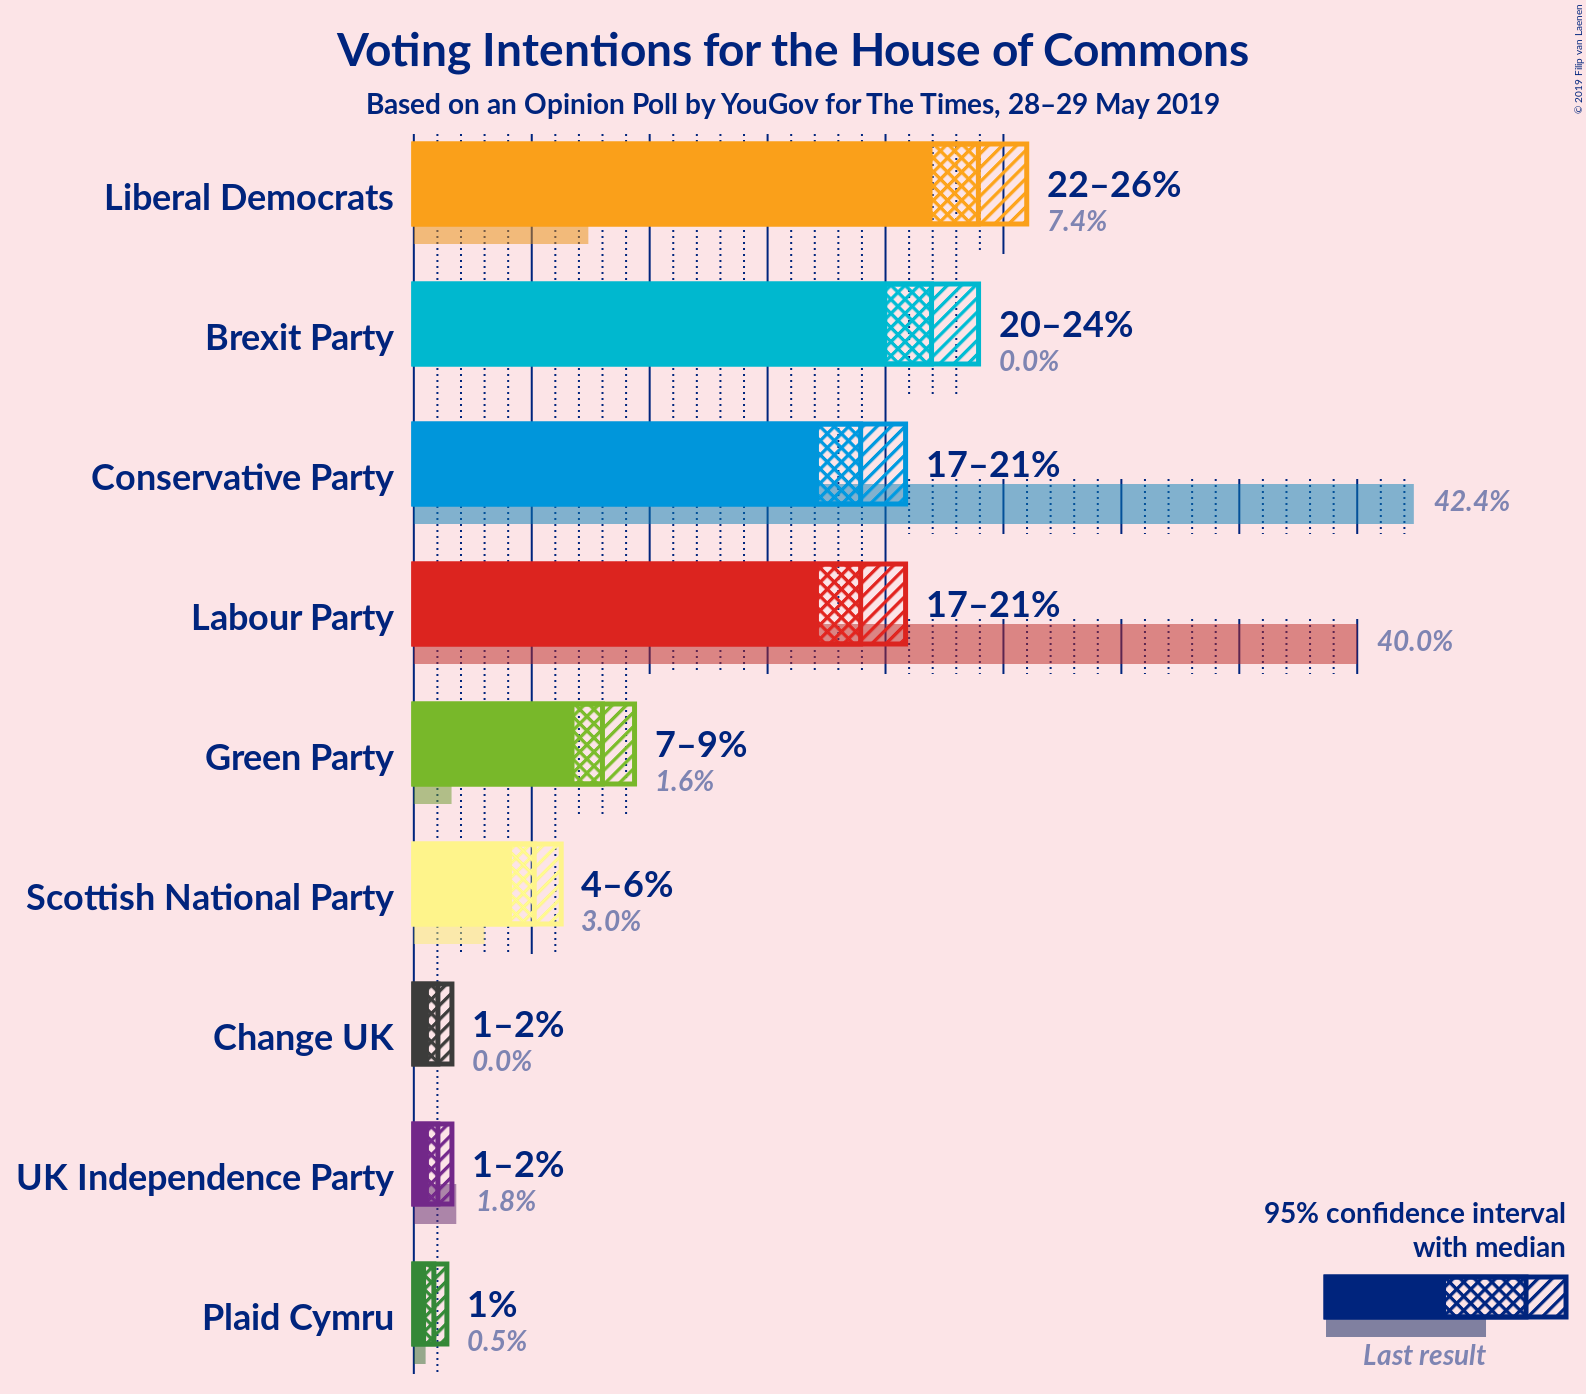 Voting Intentions for the House of Commons
Based on an Opinion Poll by YouGov for The Times, 28–29 May 2019
© 2019 Filip van Laenen
Liberal Democrats
22–26%
7.4%
Brexit Party
20–24%
0.0%
Conservative Party
17–21%
42.4%
Labour Party
17–21%
40.0%
Green Party
7–9%
1.6%
Scottish National Party
4–6%
3.0%
Change UK
1–2%
0.0%
UK Independence Party
1–2%
1.8%
Plaid Cymru
1%
0.5%
95% confidence interval
with median
Last result